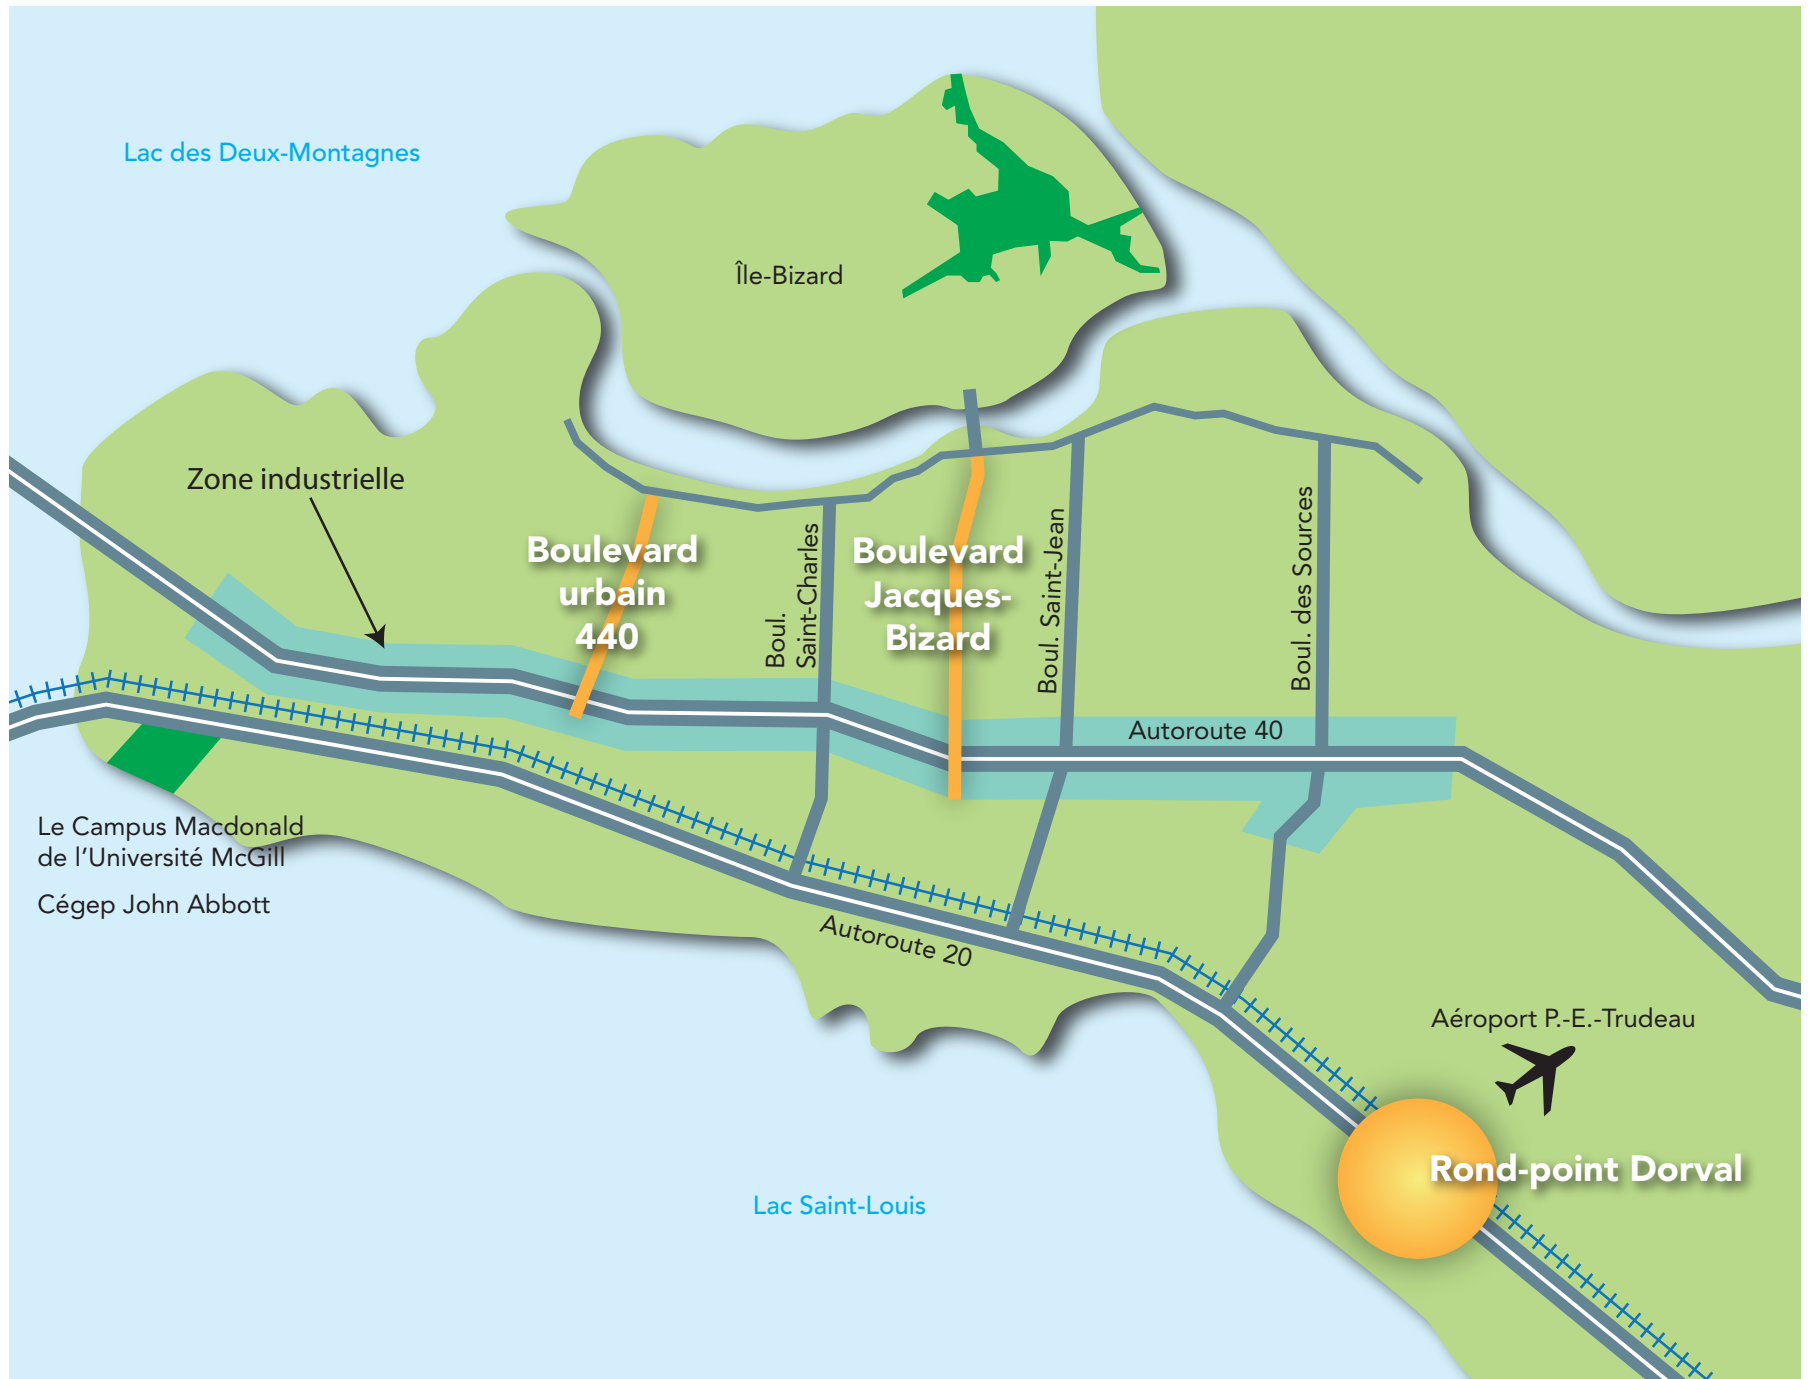 Lac des Deux-Montagnes
Île-Bizard
Zone industrielle
Boulevard
urbain
440
Boul.
Saint-Charles
Boulevard
Jacques-
Bizard
Boul. Saint-Jean
Boul. des Sources
Autoroute 40
Le Campus Macdonald
de l'Université McGill
Cégep John Abbott
Autoroute 20
Aéroport P.-E.-Trudeau
Rond-point Dorval
Lac Saint-Louis